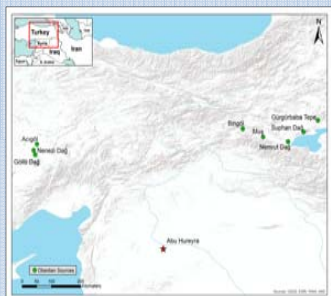 Turkey
Iran
Syria
Iraq
N
Gürgürbaba Tepe
Bingöl
Süphan Dağ
Muş
Nemrut Dağ
Acıgöl
Nenezi Dağ
Göllü Dağ
Abu Hureyra
Obsidian Sources